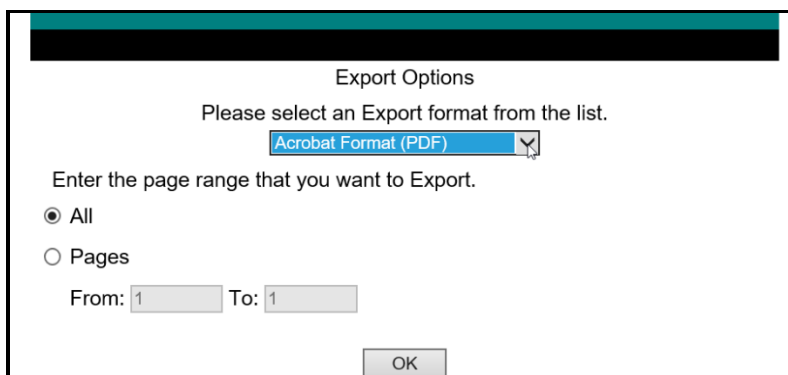 Export Options
Please select an Export format from the list.
Acrobat Format (PDF)
Enter the page range that you want to Export.
All
Pages
From: 1 To: 1
OK